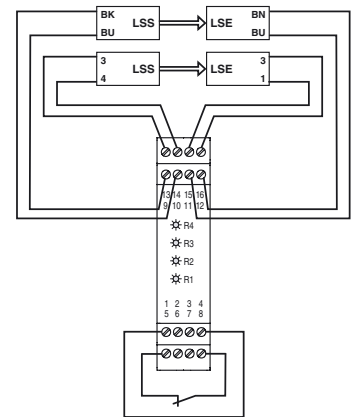 BK LSS LSE BN
BU BU
3 LSS LSE 3
4 1
13 14 15 16
9 10 11 12
R4
R3
R2
R1
1 2 3 4
5 6 7 8